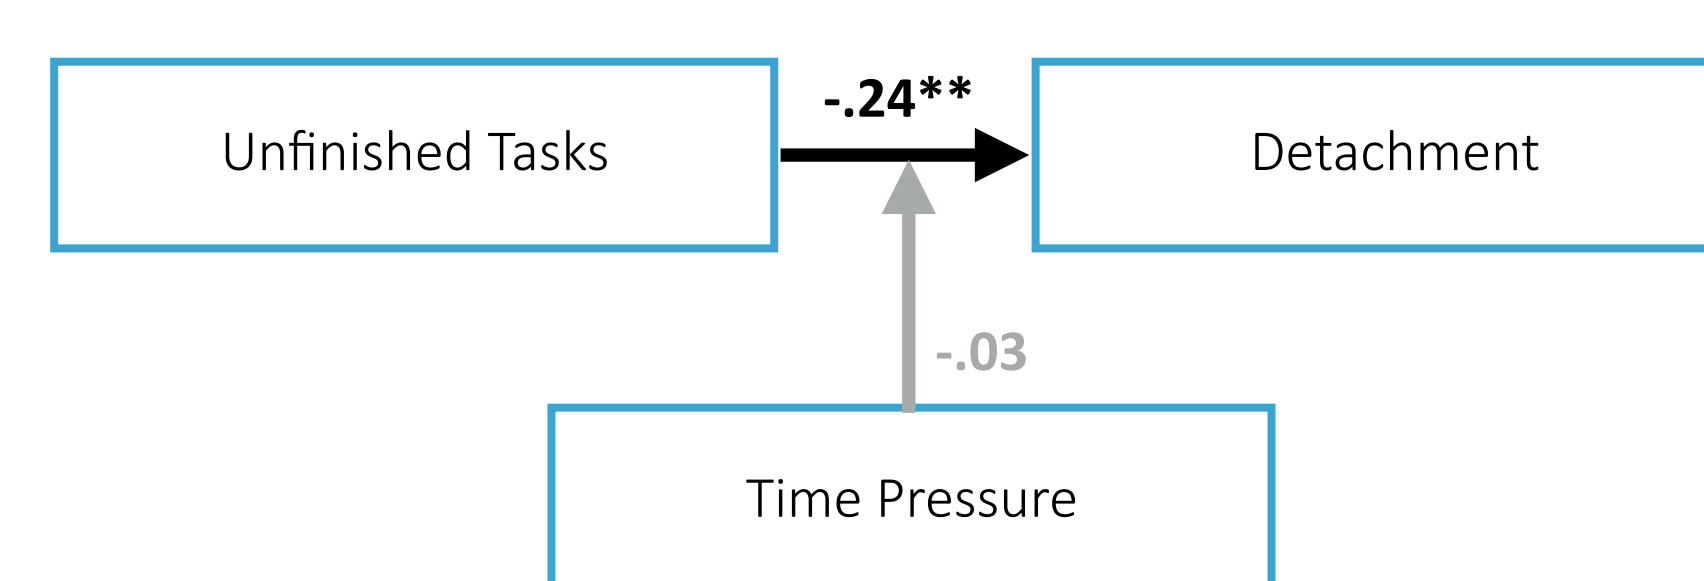 -.24**
Unfinished Tasks
Detachment
-.03
Time Pressure